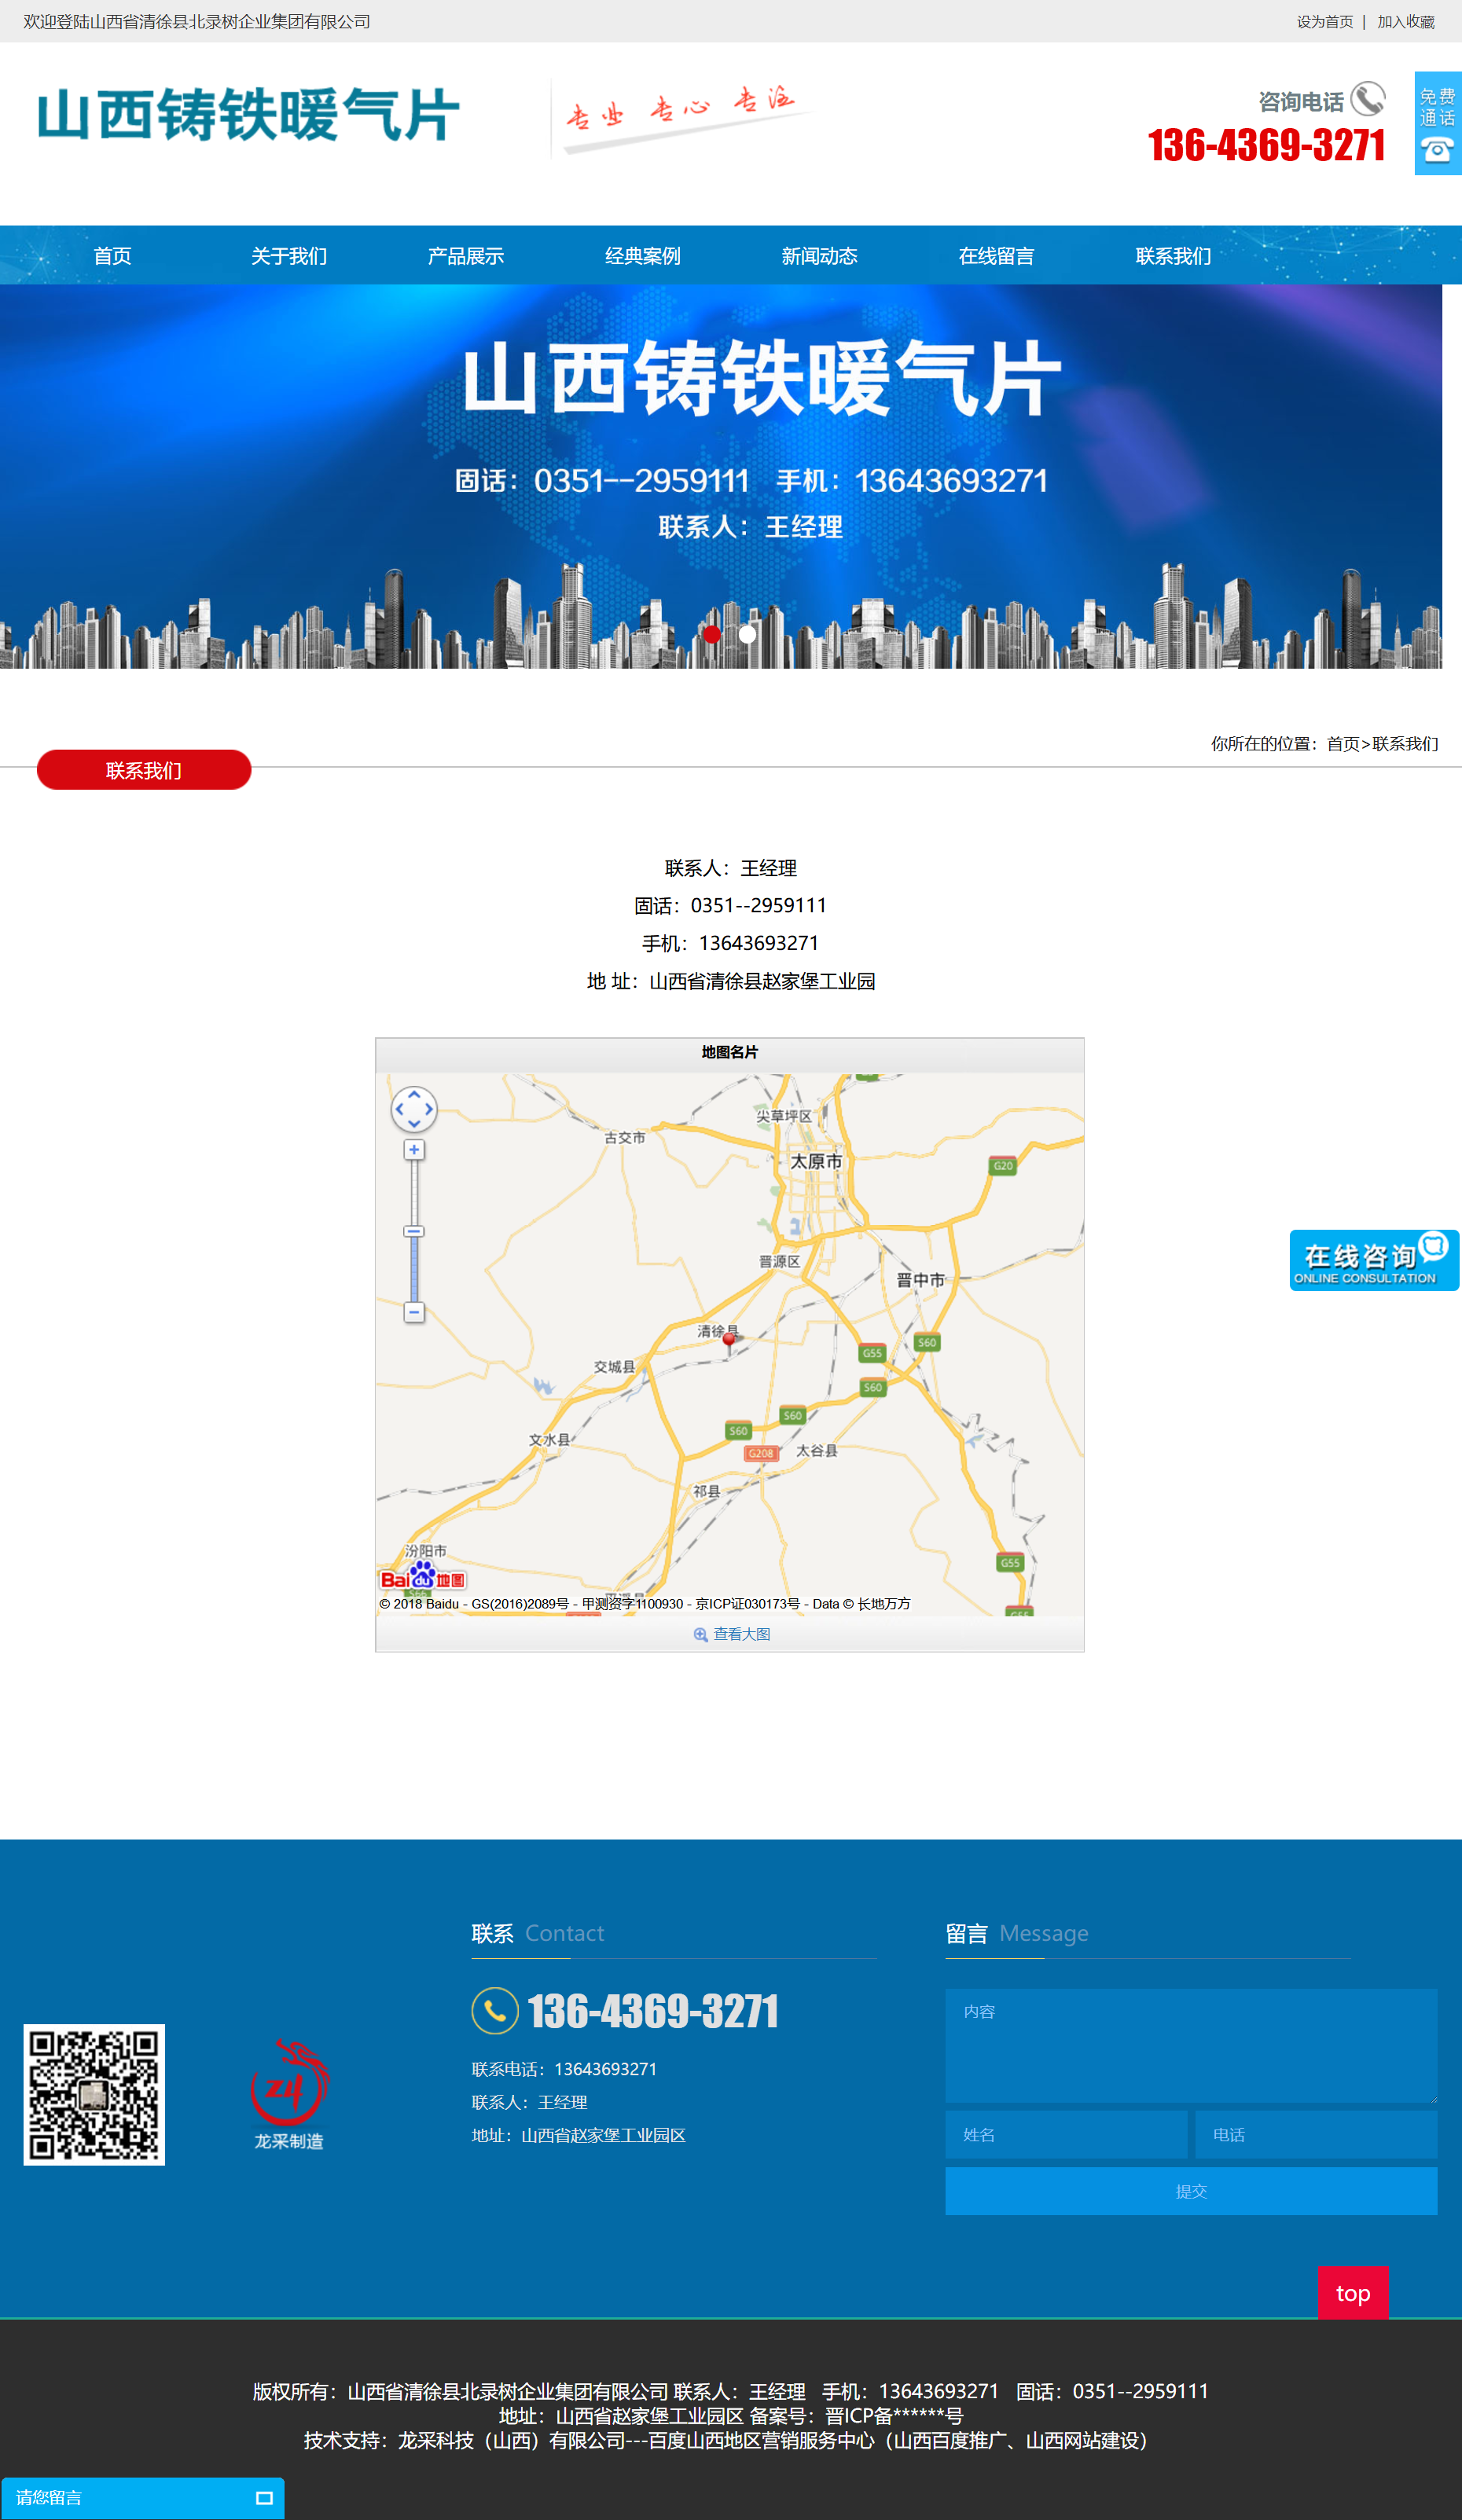 欢迎登陆山西省清徐县北录树企业集团有限公司
设为首页 | 加入收藏
山西铸铁暖气片
专业 专心 专注
咨询电话
136-4369-3271
免费
通话
首页 关于我们 产品展示 经典案例 新闻动态 在线留言 联系我们
山西铸铁暖气片
固话：0351--2959111 手机：13643693271
联系人：王经理
你所在的位置：首页>联系我们
联系我们
联系人：王经理
固话：0351--2959111
手机：13643693271
地 址：山西省清徐县赵家堡工业园
地图名片
尖草坪区
古交市
太原市
G20
晋源区
晋中市
清徐县
S60
G55
交城县
S60
S60
S60
文水县
G208
太谷县
祁县
汾阳市
G55
Bai du 地图
© 2018 Baidu - GS(2016)2089号 - 甲测资字1100930 - 京ICP证030173号 - Data © 长地万方
查看大图
在线咨询
ONLINE CONSULTATION
联系 Contact
136-4369-3271
联系电话：13643693271
联系人：王经理
地址：山西省赵家堡工业园区
龙采制造
留言 Message
内容
姓名
电话
提交
top
版权所有：山西省清徐县北录树企业集团有限公司 联系人：王经理 手机：13643693271 固话：0351--2959111
地址：山西省赵家堡工业园区 备案号：晋ICP备******号
技术支持：龙采科技（山西）有限公司---百度山西地区营销服务中心（山西百度推广、山西网站建设）
请您留言